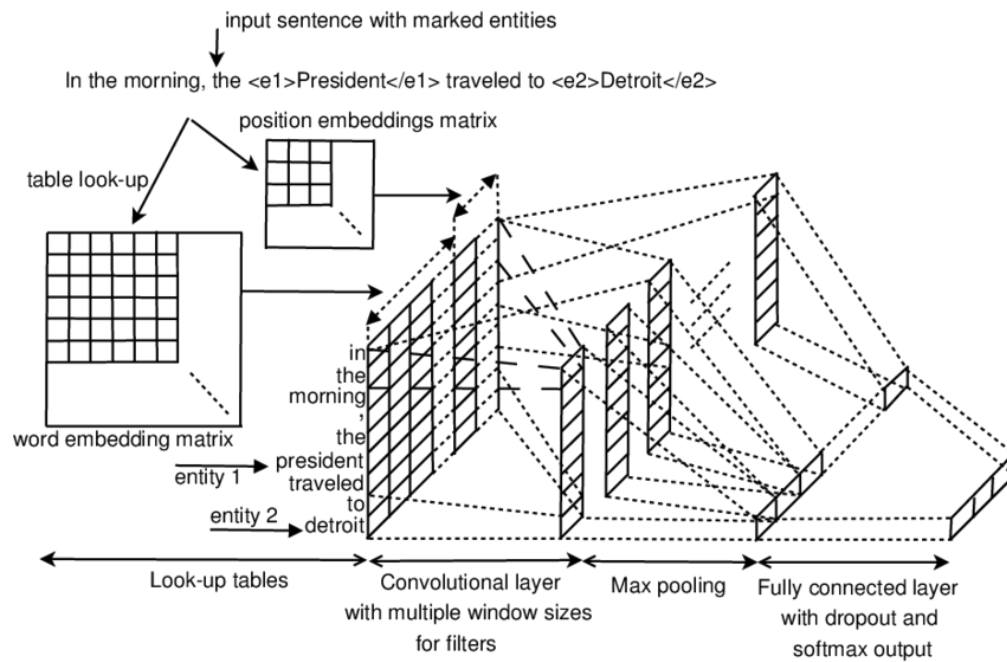 input sentence with marked entities
In the morning, the <e1>President</e1> traveled to <e2>Detroit</e2>
position embeddings matrix
table look-up
word embedding matrix
in
the
morning
,
the
president
traveled
to
detroit
entity 1
entity 2
Look-up tables
Convolutional layer
with multiple window sizes
for filters
Max pooling
Fully connected layer
with dropout and
softmax output